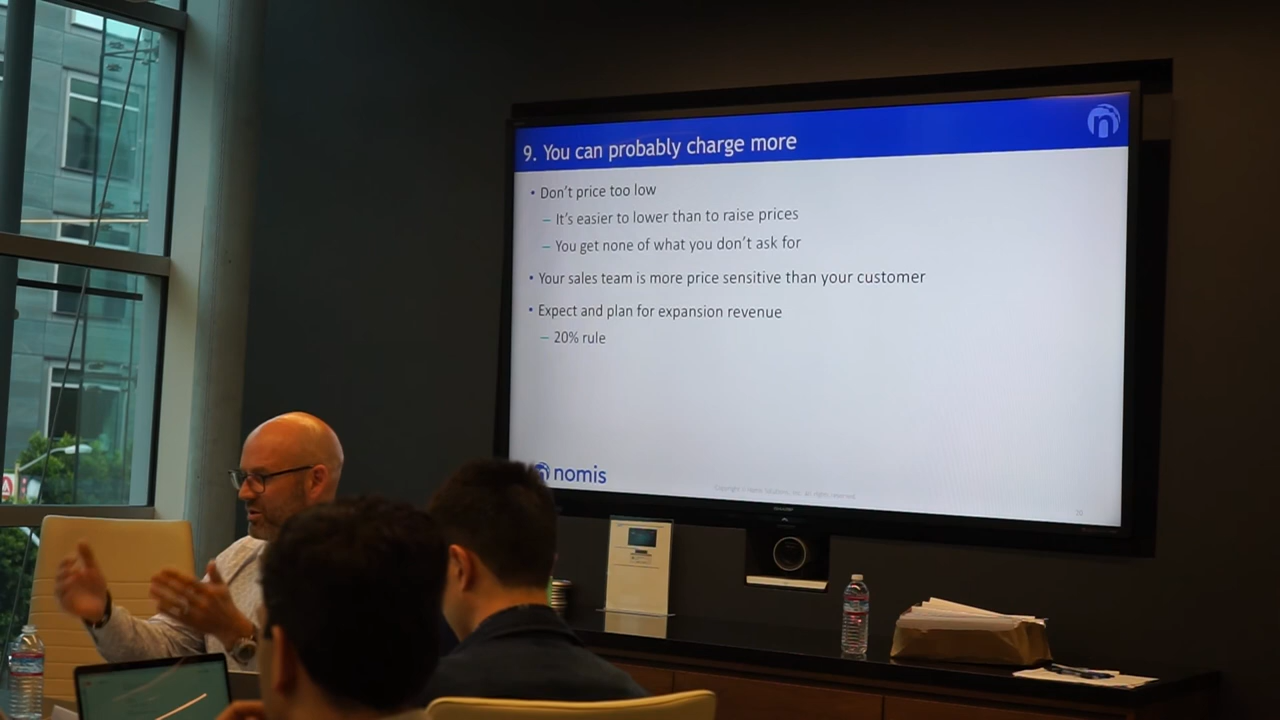 9. You can probably charge more
• Don't price too low
– It's easier to lower than to raise prices
– You get none of what you don't ask for
• Your sales team is more price sensitive than your customer
• Expect and plan for expansion revenue
– 20% rule
nomis
SHARP